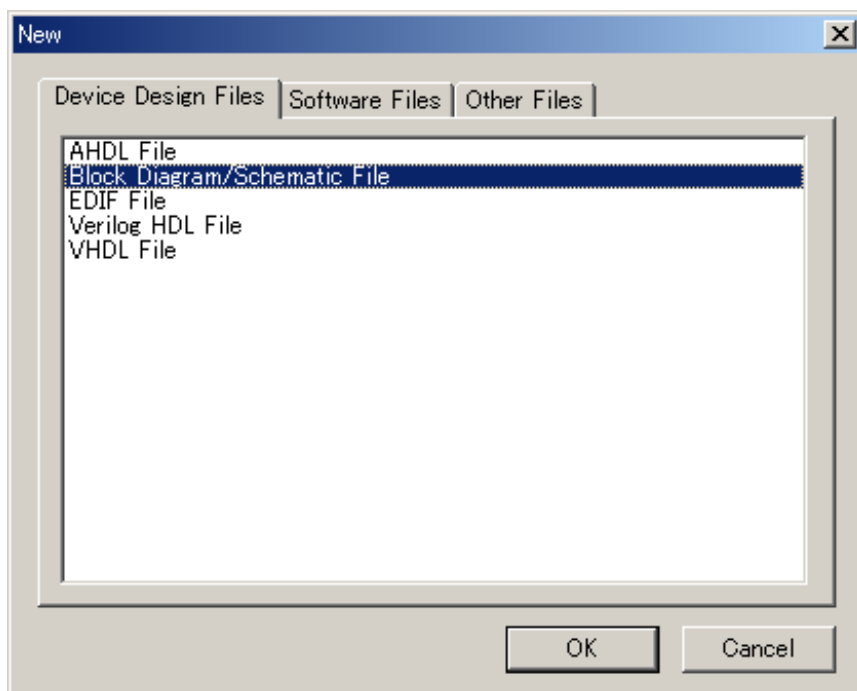 New
Device Design Files Software Files Other Files
AHDL File
Block Diagram/Schematic File
EDIF File
Verilog HDL File
VHDL File
OK Cancel